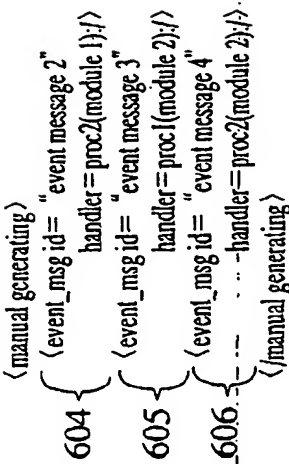 ⟨manual generating⟩
604 ⟨event_msg id= “event message 2”
handler=proc2(module 1);/⟩
605 ⟨event_msg id= “event message 3”
handler=proc1(module 2);/⟩
606 ⟨event_msg id= “event message 4”
handler=proc2(module 2);/⟩
⟨/manual generating⟩